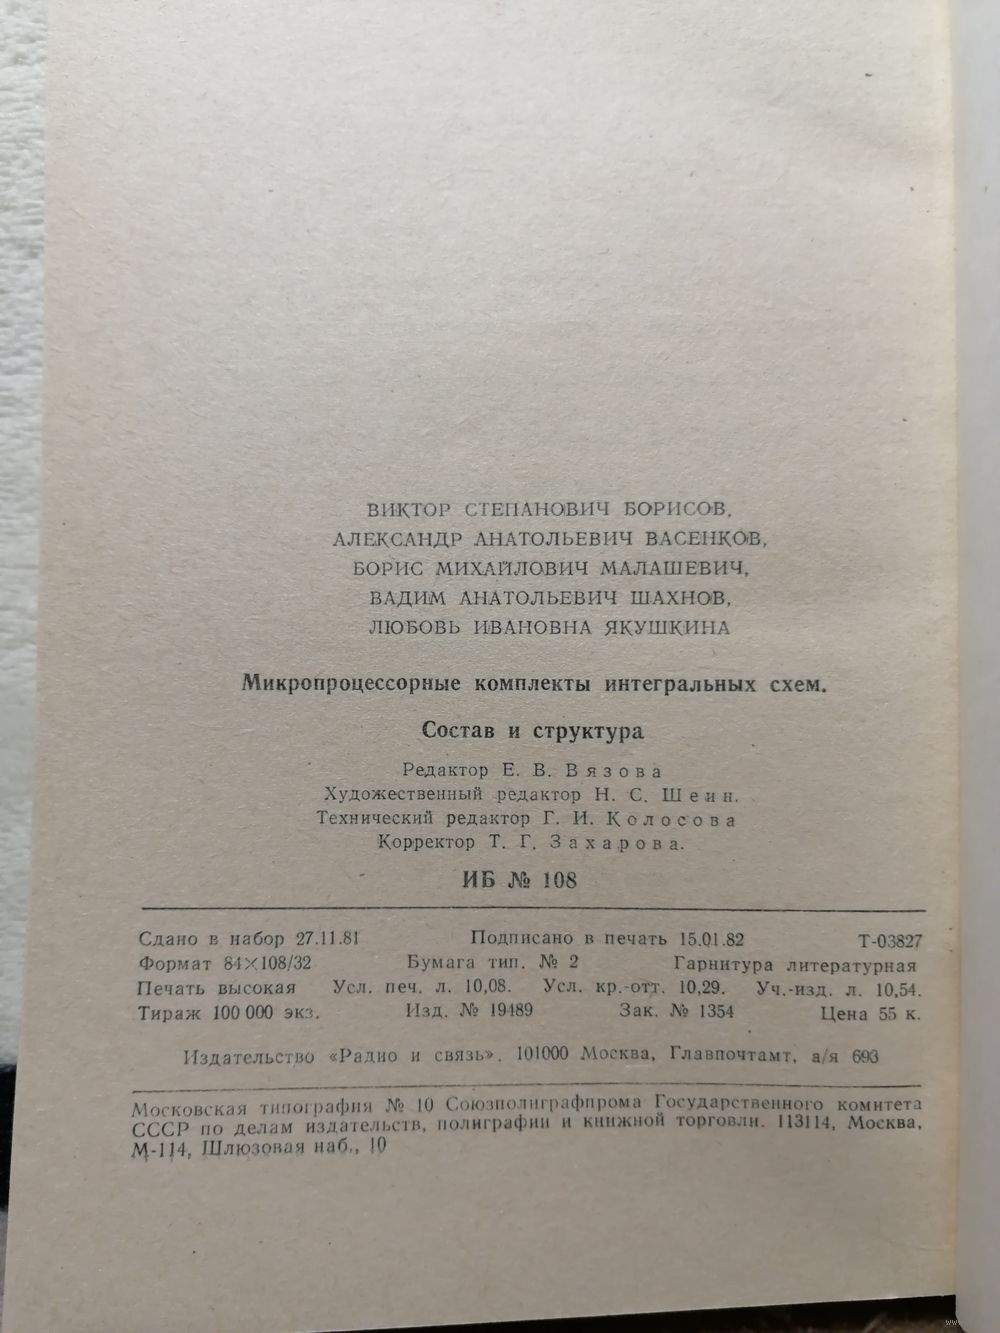 ВИКТОР СТЕПАНОВИЧ БОРИСОВ,
АЛЕКСАНДР АНАТОЛЬЕВИЧ ВАСЕНКОВ,
БОРИС МИХАЙЛОВИЧ МАЛАШЕВИЧ,
ВАДИМ АНАТОЛЬЕВИЧ ШАХНОВ,
ЛЮБОВЬ ИВАНОВНА ЯКУШКИНА
Микропроцессорные комплекты интегральных схем.
Состав и структура
Редактор Е. В. Вязова
Художественный редактор Н. С. Шеин.
Технический редактор Г. И. Колосова
Корректор Т. Г. Захарова.
ИБ № 108
Сдано в набор 27.11.81 Подписано в печать 15.01.82 Т-03827
Формат 84×108/32 Бумага тип. № 2 Гарнитура литературная
Печать высокая Усл. печ. л. 10,08. Усл. кр.-отт. 10,29. Уч.-изд. л. 10,54.
Тираж 100 000 экз. Изд. № 19489 Зак. № 1354 Цена 55 к.
Издательство «Радио и связь». 101000 Москва, Главпочтамт, а/я 693
Московская типография № 10 Союзполиграфпрома Государственного комитета
СССР по делам издательств, полиграфии и книжной торговли. 113114, Москва,
М-114, Шлюзовая наб., 10